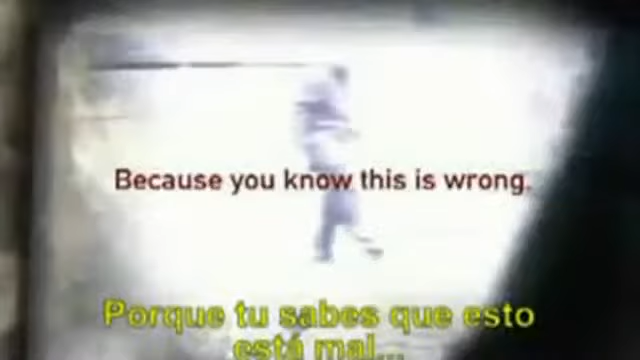 Because you know this is wrong.
Porque tu sabes que esto
está mal...